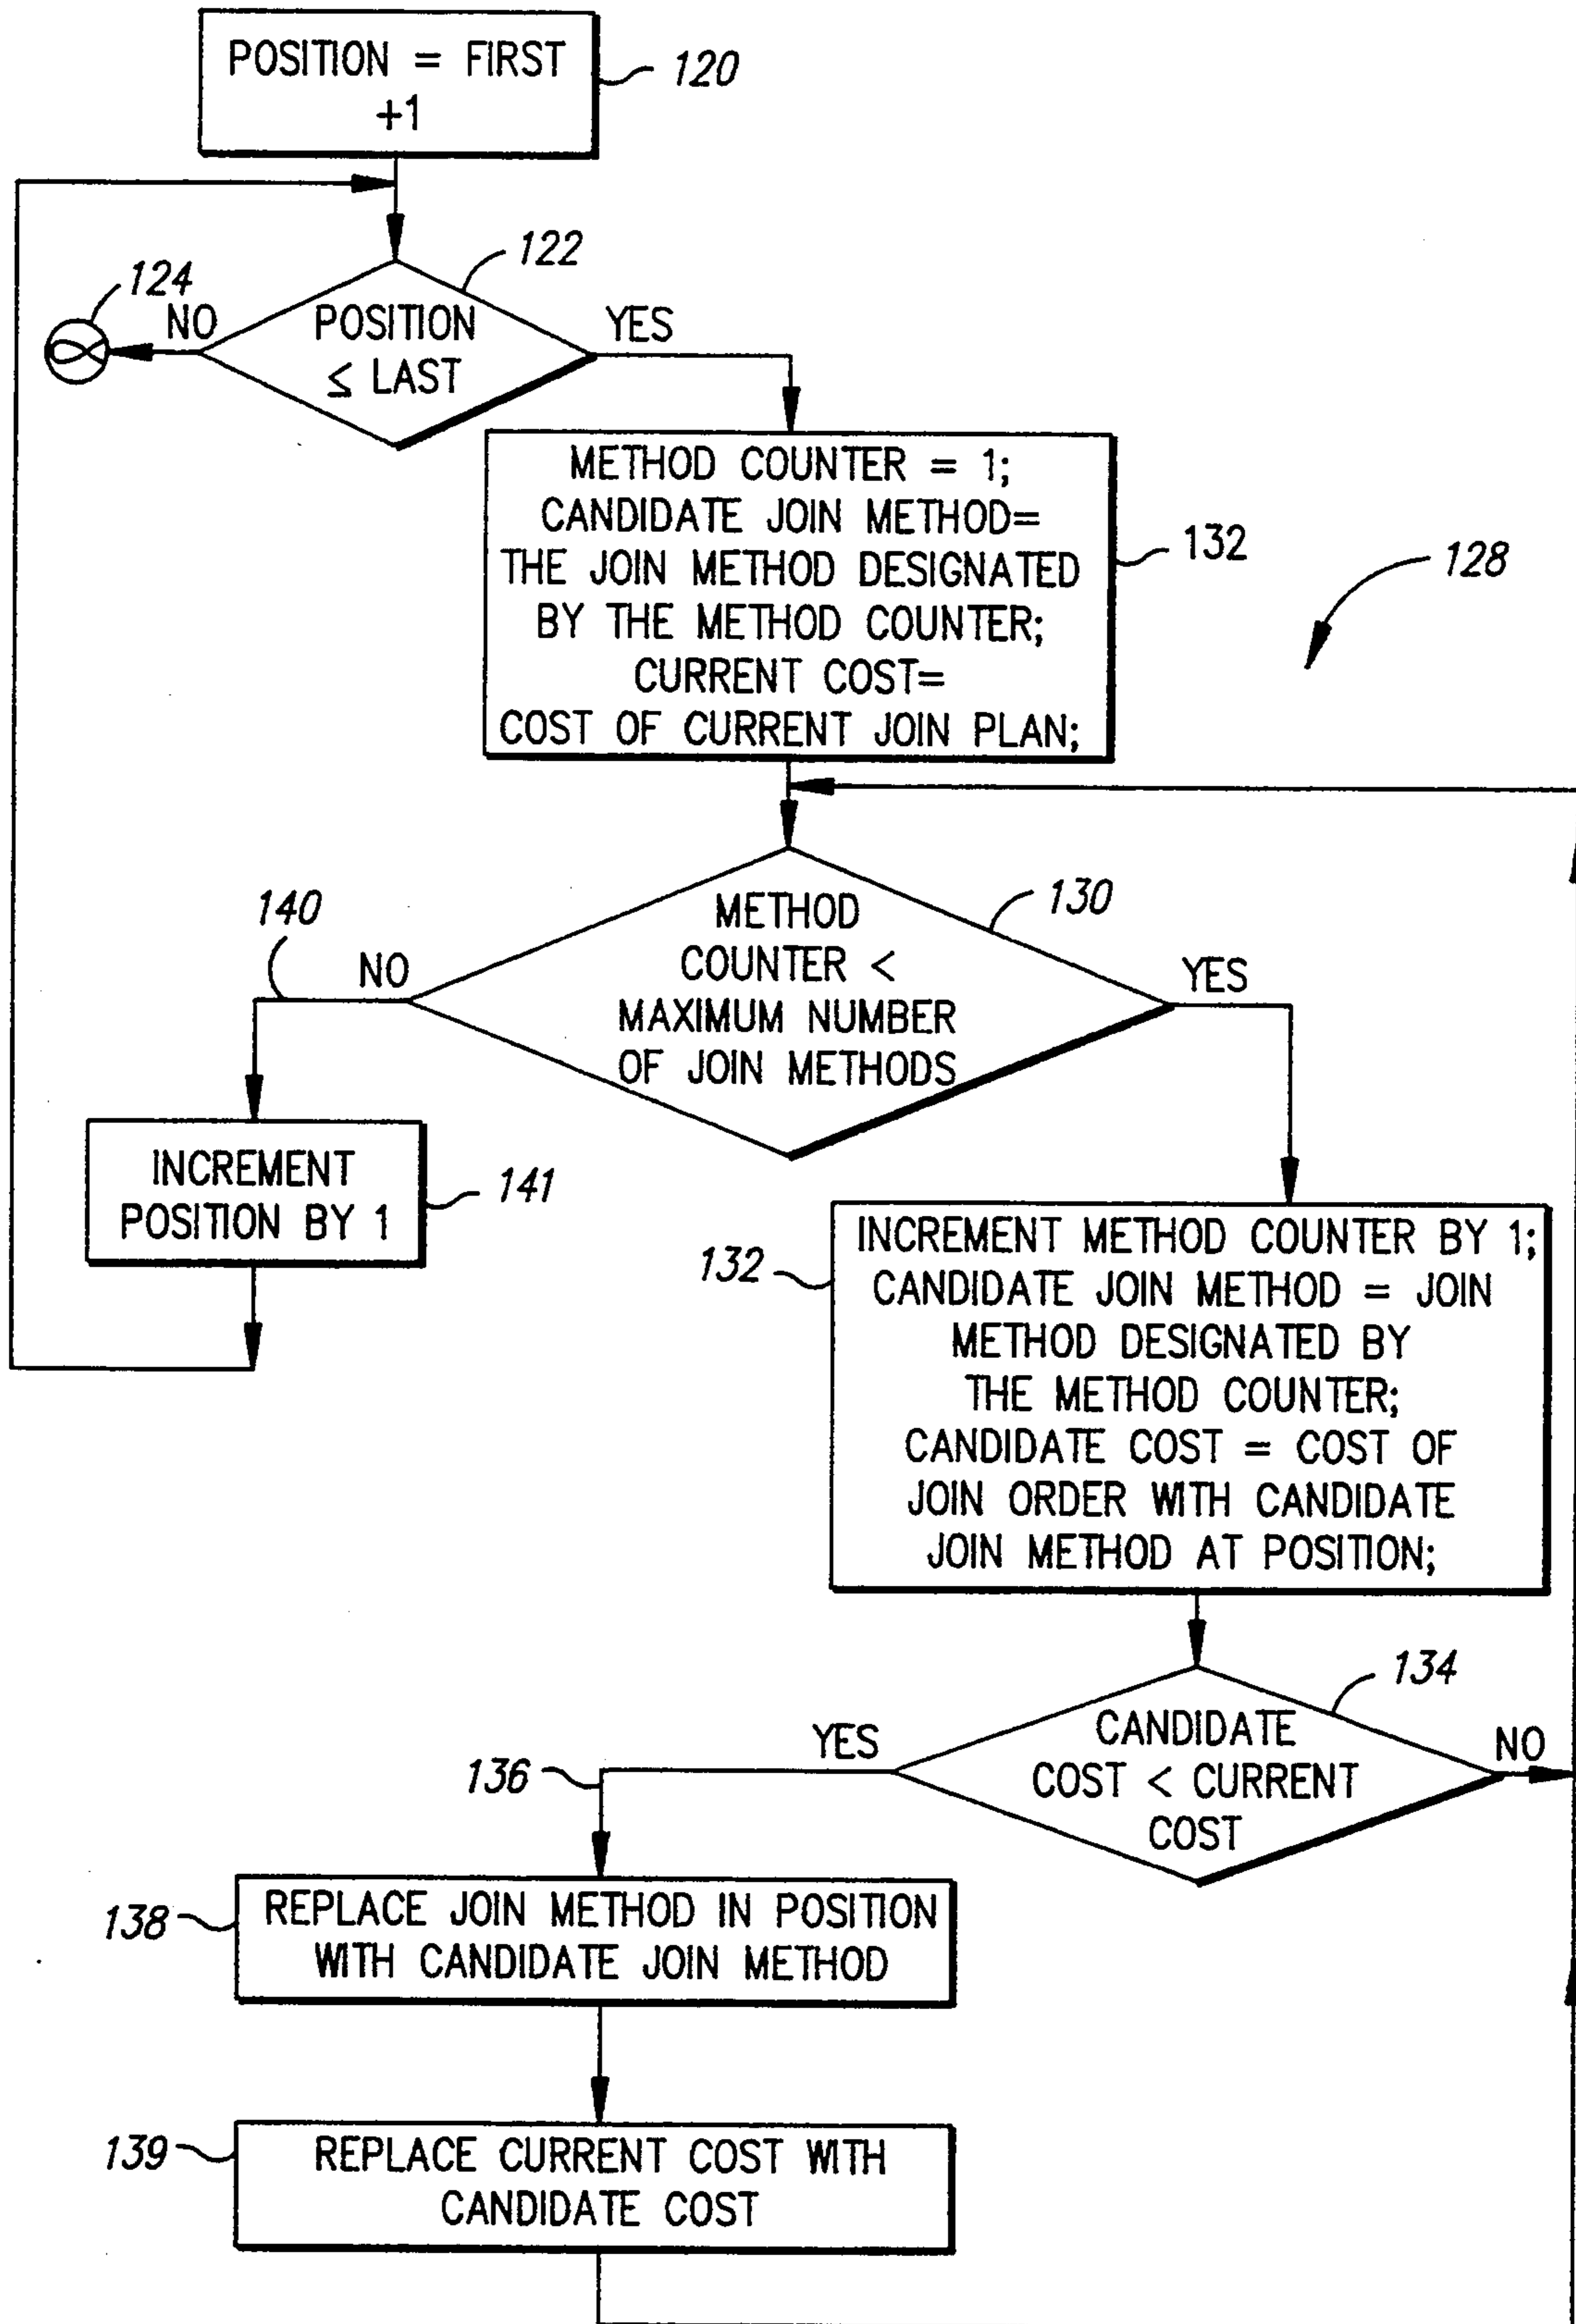 POSITION = FIRST
+1
120
122
124
NO
POSITION
≤ LAST
YES
METHOD COUNTER = 1;
CANDIDATE JOIN METHOD=
THE JOIN METHOD DESIGNATED
BY THE METHOD COUNTER;
CURRENT COST=
COST OF CURRENT JOIN PLAN;
132
128
METHOD
COUNTER <
MAXIMUM NUMBER
OF JOIN METHODS
130
140
NO
YES
INCREMENT
POSITION BY 1
141
132
INCREMENT METHOD COUNTER BY 1;
CANDIDATE JOIN METHOD = JOIN
METHOD DESIGNATED BY
THE METHOD COUNTER;
CANDIDATE COST = COST OF
JOIN ORDER WITH CANDIDATE
JOIN METHOD AT POSITION;
134
YES
CANDIDATE
COST < CURRENT
COST
NO
136
138
REPLACE JOIN METHOD IN POSITION
WITH CANDIDATE JOIN METHOD
139
REPLACE CURRENT COST WITH
CANDIDATE COST